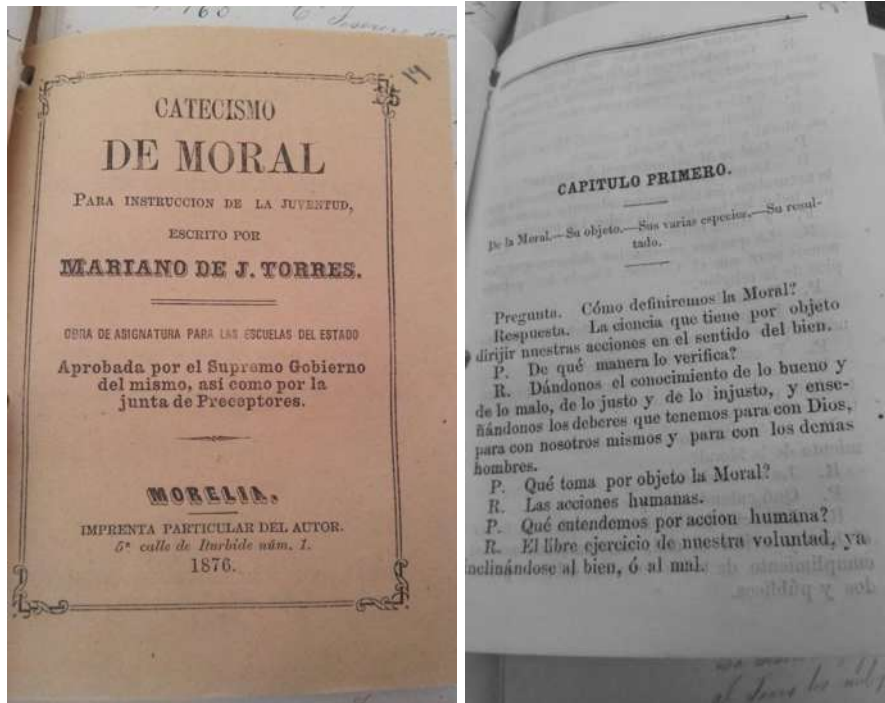 14
CATECISMO
DE MORAL
PARA INSTRUCCION DE LA JUVENTUD,
ESCRITO POR
MARIANO DE J. TORRES.
OBRA DE ASIGNATURA PARA LAS ESCUELAS DEL ESTADO
Aprobada por el Supremo Gobierno
del mismo, así como por la
junta de Preceptores.
MORELIA.
IMPRENTA PARTICULAR DEL AUTOR.
5ª calle de Iturbide núm. 1.
1876.
CAPITULO PRIMERO.
De la Moral.—Su objeto.—Sus varias especies.—Su resul-
tado.
Pregunta. Cómo definiremos la Moral?
Respuesta. La ciencia que tiene por objeto
dirijir nuestras acciones en el sentido del bien.
P. De qué manera lo verifica?
R. Dándonos el conocimiento de lo bueno y
de lo malo, de lo justo y de lo injusto, y ense-
ñándonos los deberes que tenemos para con Dios,
para con nosotros mismos y para con los demas
hombres.
P. Qué toma por objeto la Moral?
R. Las acciones humanas.
P. Qué entendemos por accion humana?
R. El libre ejercicio de nuestra voluntad, ya
nclinándose al bien, ó al mal.